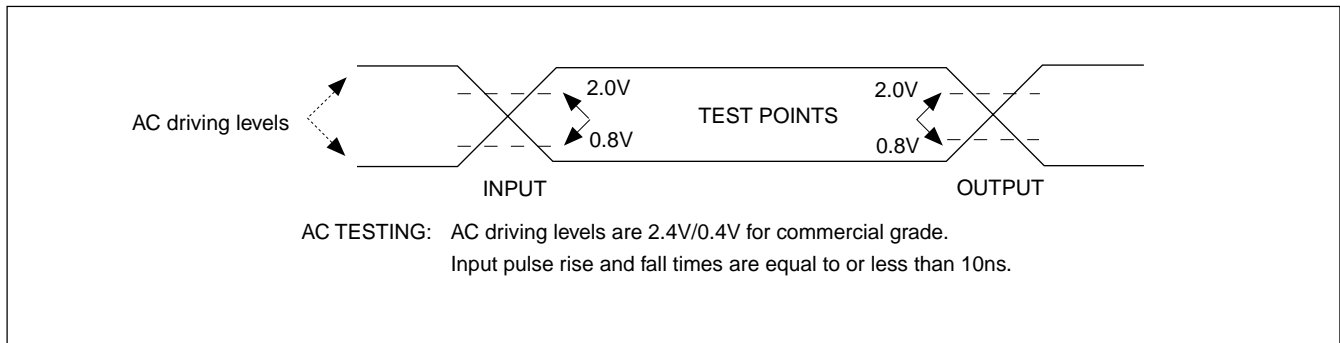 AC driving levels
2.0V
0.8V
TEST POINTS
2.0V
0.8V
INPUT
OUTPUT
AC TESTING: AC driving levels are 2.4V/0.4V for commercial grade.
Input pulse rise and fall times are equal to or less than 10ns.